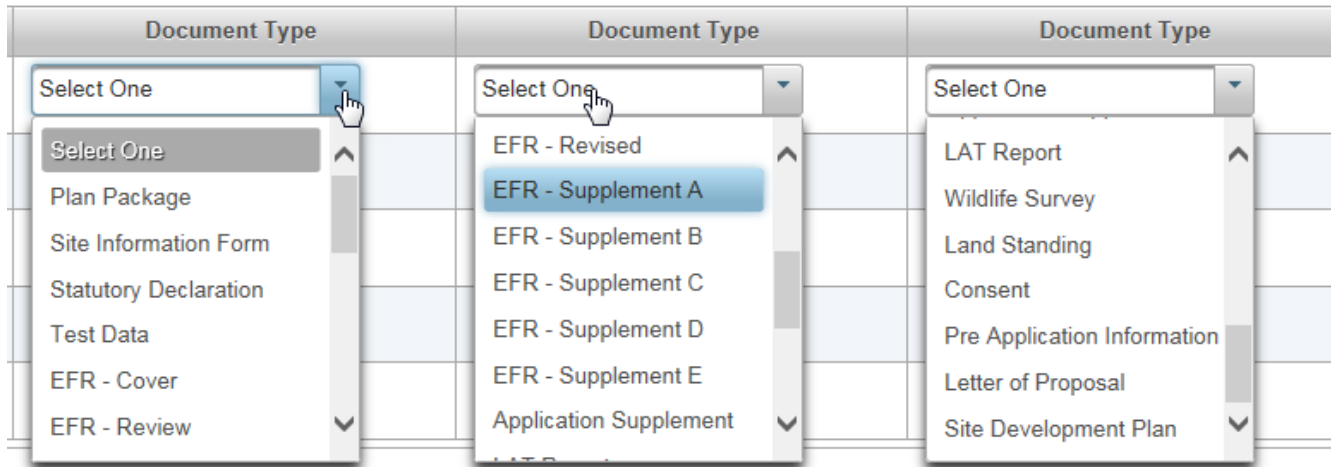 Document Type
Select One
Select One
Plan Package
Site Information Form
Statutory Declaration
Test Data
EFR - Cover
EFR - Review
Document Type
Select One
EFR - Revised
EFR - Supplement A
EFR - Supplement B
EFR - Supplement C
EFR - Supplement D
EFR - Supplement E
Application Supplement
Document Type
Select One
LAT Report
Wildlife Survey
Land Standing
Consent
Pre Application Information
Letter of Proposal
Site Development Plan